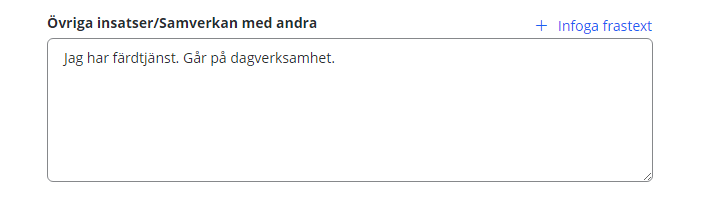 Övriga insatser/Samverkan med andra
+ Infoga frastext
Jag har färdtjänst. Går på dagverksamhet.